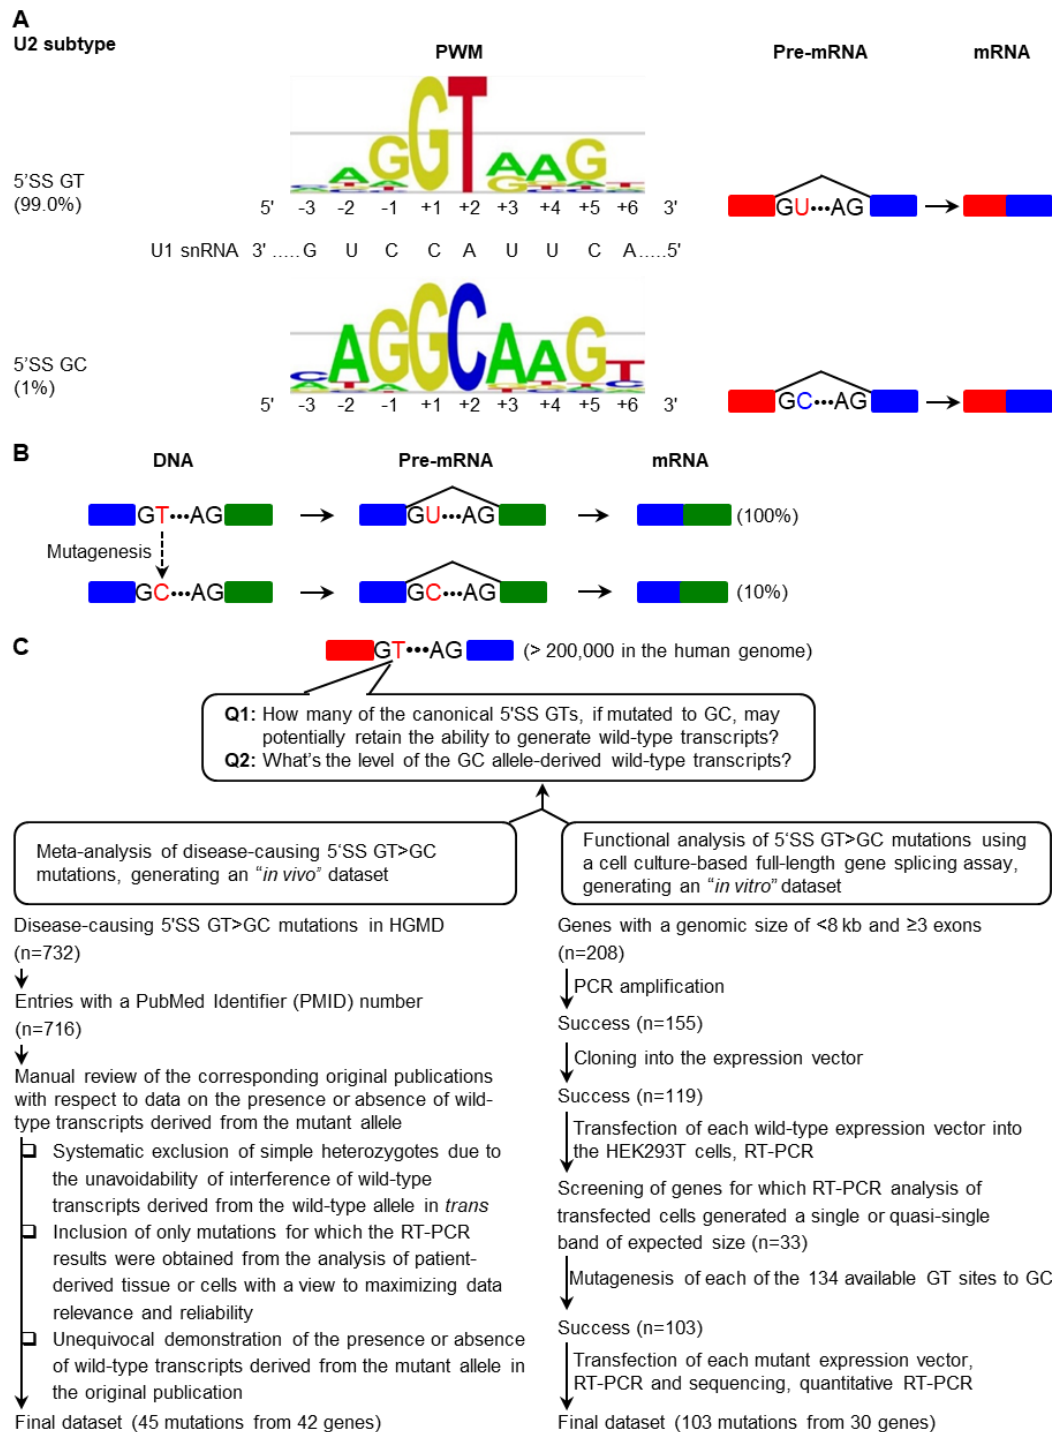 A
U2 subtype
PWM
Pre-mRNA
mRNA
5'SS GT
(99.0%)
5' -3 -2 -1 +1 +2 +3 +4 +5 +6 3'
GU•••AG
U1 snRNA 3' ..... G U C C A U U C A.....5'
5'SS GC
(1%)
5' -3 -2 -1 +1 +2 +3 +4 +5 +6 3'
GC•••AG
B
DNA
Pre-mRNA
mRNA
GT•••AG
GU•••AG
(100%)
Mutagenesis
GC•••AG
GC•••AG
(10%)
C
GT•••AG
(> 200,000 in the human genome)
Q1: How many of the canonical 5'SS GTs, if mutated to GC, may
potentially retain the ability to generate wild-type transcripts?
Q2: What's the level of the GC allele-derived wild-type transcripts?
Meta-analysis of disease-causing 5'SS GT>GC
mutations, generating an "in vivo" dataset
Disease-causing 5'SS GT>GC mutations in HGMD
(n=732)
Entries with a PubMed Identifier (PMID) number
(n=716)
Manual review of the corresponding original publications
with respect to data on the presence or absence of wild-
type transcripts derived from the mutant allele
❑ Systematic exclusion of simple heterozygotes due to
the unavoidability of interference of wild-type
transcripts derived from the wild-type allele in trans
❑ Inclusion of only mutations for which the RT-PCR
results were obtained from the analysis of patient-
derived tissue or cells with a view to maximizing data
relevance and reliability
❑ Unequivocal demonstration of the presence or absence
of wild-type transcripts derived from the mutant allele in
the original publication
Final dataset (45 mutations from 42 genes)
Functional analysis of 5'SS GT>GC mutations using
a cell culture-based full-length gene splicing assay,
generating an "in vitro" dataset
Genes with a genomic size of <8 kb and ≥3 exons
(n=208)
PCR amplification
Success (n=155)
Cloning into the expression vector
Success (n=119)
Transfection of each wild-type expression vector into
the HEK293T cells, RT-PCR
Screening of genes for which RT-PCR analysis of
transfected cells generated a single or quasi-single
band of expected size (n=33)
Mutagenesis of each of the 134 available GT sites to GC
Success (n=103)
Transfection of each mutant expression vector,
RT-PCR and sequencing, quantitative RT-PCR
Final dataset (103 mutations from 30 genes)